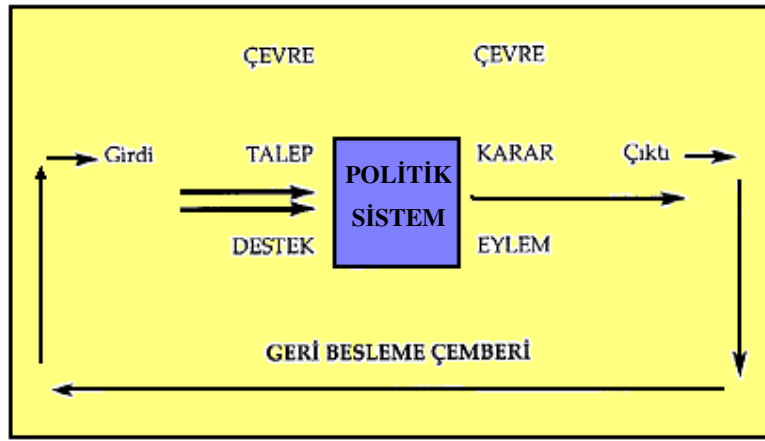 ÇEVRE ÇEVRE
Girdi TALEP POLİTİK SİSTEM KARAR Çıktı
DESTEK EYLEM
GERİ BESLEME ÇEMBERİ